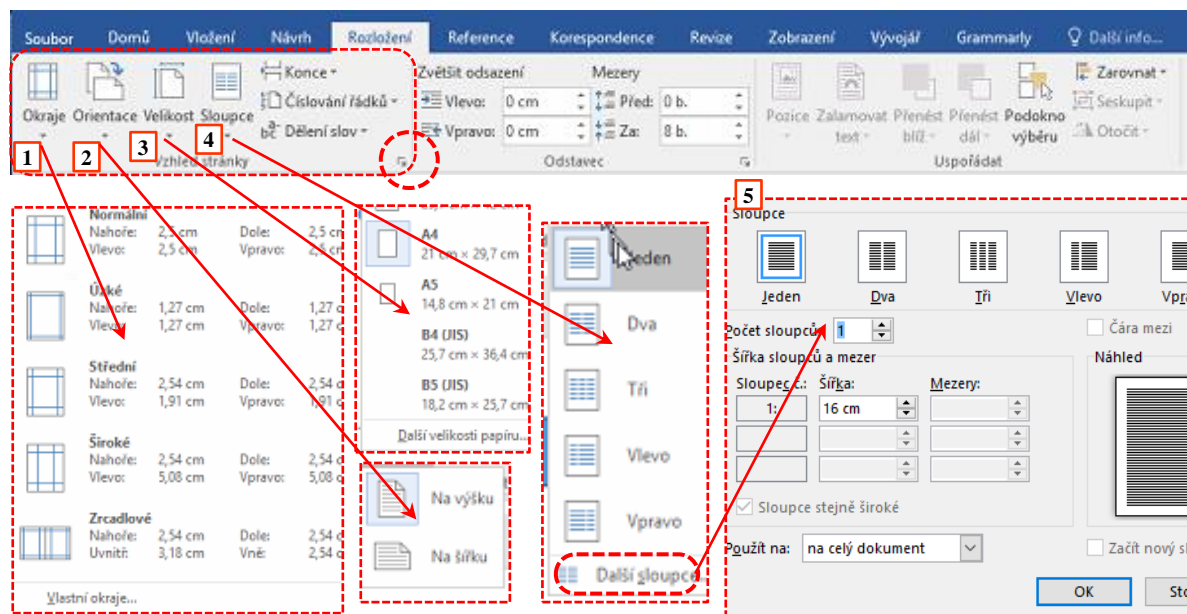 Soubor Domů Vložení Návrh Rozložení Reference Korespondence Revize Zobrazení Vývojář Grammarly Další info...
Okraje Orientace Velikost Sloupce
Konce
Číslování řádků
Dělení slov
Vzhled stránky
Zvětšit odsazení Mezery
Vlevo: 0 cm Před: 0 b.
Vpravo: 0 cm Za: 8 b.
Odstavec
Pozice Zalamovat text Přenést blíž Přenést dál Podokno výběru
Zarovnat
Seskupit
Otočit
Uspořádat
1 2 3 4
Normální
Nahoře: 2,5 cm Dole: 2,5 cm
Vlevo: 2,5 cm Vpravo: 2,5 cm
Úzké
Nahoře: 1,27 cm Dole: 1,27
Vlevo: 1,27 cm Vpravo: 1,27
Střední
Nahoře: 2,54 cm Dole: 2,54
Vlevo: 1,91 cm Vpravo: 1,91
Široké
Nahoře: 2,54 cm Dole: 2,54
Vlevo: 5,08 cm Vpravo: 5,08
Zrcadlové
Nahoře: 2,54 cm Dole: 2,54
Uvnitř: 3,18 cm Vně: 2,54
Vlastní okraje...
A4
21 cm × 29,7 cm
A5
14,8 cm × 21 cm
B4 (JIS)
25,7 cm × 36,4 cm
B5 (JIS)
18,2 cm × 25,7 cm
Další velikosti papíru...
Na výšku
Na šířku
Jeden
Dva
Tři
Vlevo
Vpravo
Další sloupce...
5
Sloupce
Jeden Dva Tři Vlevo Vpra
Počet sloupců: 1
Čára mezi
Šířka sloupců a mezer
Náhled
Sloupec č.: Šířka: Mezery:
1: 16 cm
Sloupce stejně široké
Použít na: na celý dokument
Začít nový sl
OK Sto